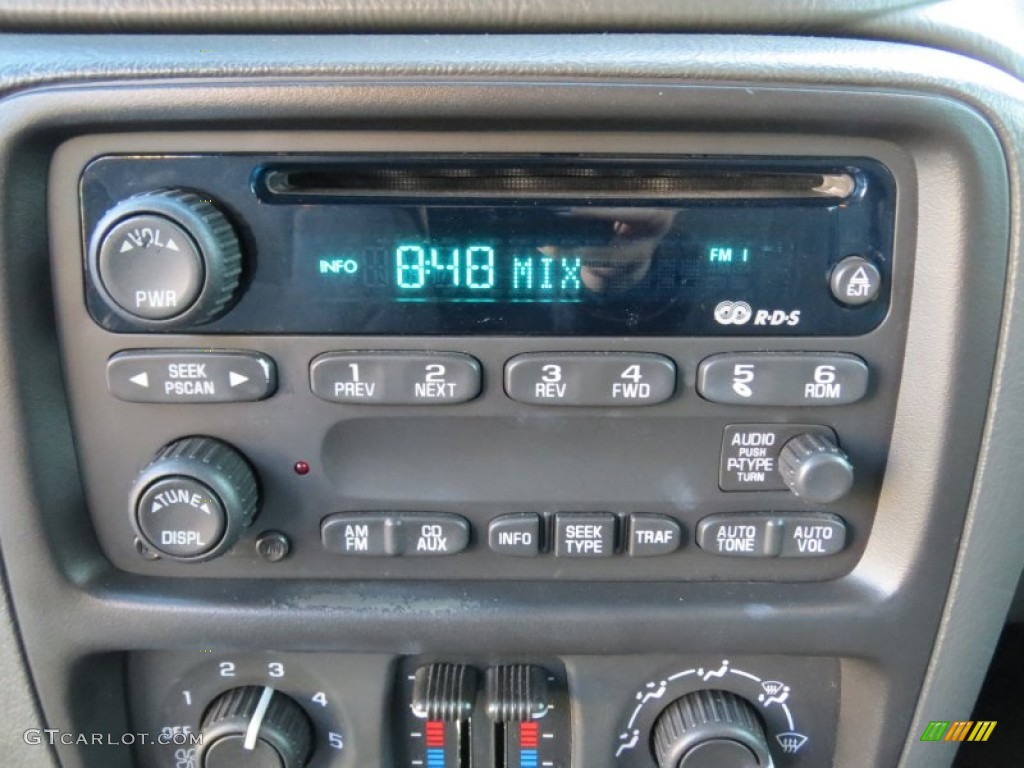 VOL
PWR
INFO 8:48 MIX FM 1
EJT
R·D·S
SEEK
PSCAN
1 PREV
2 NEXT
3 REV
4 FWD
5
6 RDM
AUDIO
PUSH
P-TYPE
TURN
TUNE
DISPL
AM
FM
CD
AUX
INFO
SEEK
TYPE
TRAF
AUTO
TONE
AUTO
VOL
OFF 1 2 3 4 5
GTCARLOT.COM